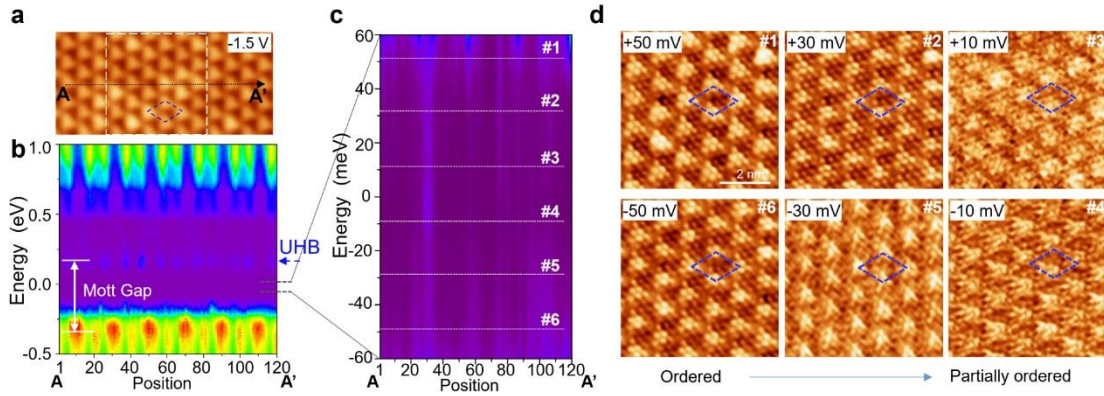 a
-1.5 V
A A'
b
Energy (eV)
1.0
0.5
0.0
-0.5
UHB
Mott Gap
1 20 40 60 80 100 120
A Position A'
c
Energy (meV)
60
40
20
0
-20
-40
-60
#1
#2
#3
#4
#5
#6
1 20 40 60 80 100 120
A Position A'
d
+50 mV #1 +30 mV #2 +10 mV #3
2 nm
-50 mV #6 -30 mV #5 -10 mV #4
Ordered Partially ordered